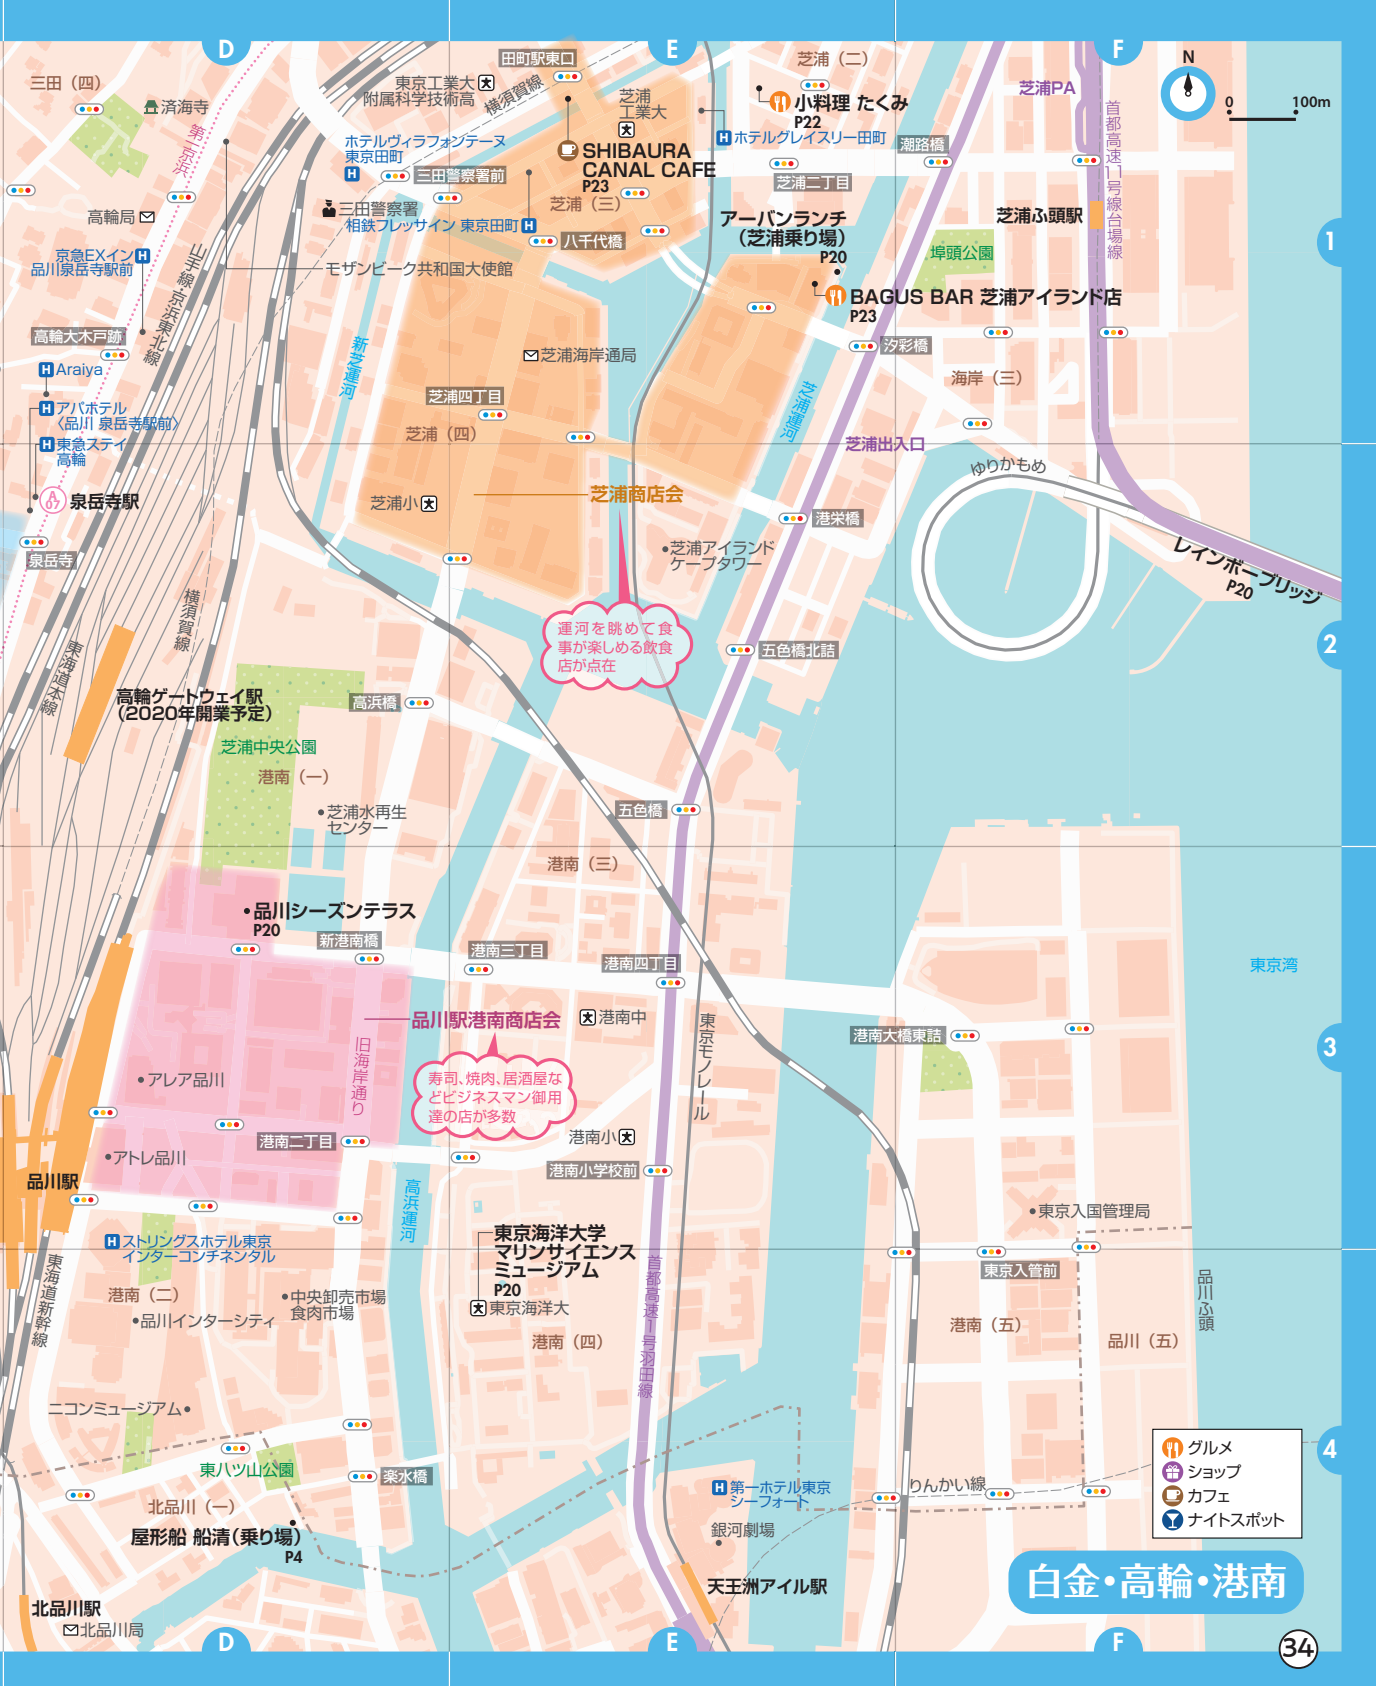 D
E
F
N
0
100m
三田（四）
済海寺
第一京浜
東京工業大
附属科学技術高
横須賀線
田町駅東口
芝浦
工業大
芝浦（二）
小料理 たくみ
P22
芝浦PA
首都高速11号線台場線
ホテルヴィラフォンテーヌ
東京田町
三田警察署前
SHIBAURA
CANAL CAFE
P23
ホテルグレイスリー田町
潮路橋
芝浦二丁目
高輪局
三田警察署
相鉄フレッサイン 東京田町
芝浦（三）
八千代橋
アーバンランチ
（芝浦乗り場）
P20
芝浦ふ頭駅
1
京急EXイン
品川泉岳寺駅前
山手線・京浜東北線
モザンビーク共和国大使館
埠頭公園
BAGUS BAR 芝浦アイランド店
P23
高輪大木戸跡
新芝運河
芝浦海岸通局
汐彩橋
Araiya
芝浦四丁目
芝浦運河
海岸（三）
アパホテル
〈品川 泉岳寺駅前〉
芝浦（四）
東急ステイ
高輪
芝浦出入口
ゆりかもめ
A
07
泉岳寺駅
芝浦小
芝浦商店会
港栄橋
泉岳寺
芝浦アイランド
ケープタワー
レインボーブリッジ
P20
横須賀線
運河を眺めて食
事が楽しめる飲食
店が点在
五色橋北詰
2
東海道本線
高輪ゲートウェイ駅
（2020年開業予定）
高浜橋
芝浦中央公園
港南（一）
芝浦水再生
センター
五色橋
港南（三）
品川シーズンテラス
P20
新港南橋
港南三丁目
港南四丁目
東京湾
品川駅港南商店会
港南中
東京モノレール
港南大橋東詰
3
旧海岸通り
寿司、焼肉、居酒屋な
どビジネスマン御用
達の店が多数
アレア品川
港南二丁目
港南小
アトレ品川
港南小学校前
品川駅
高浜運河
東京入国管理局
ストリングスホテル東京
インターコンチネンタル
東京海洋大学
マリンサイエンス
ミュージアム
P20
首都高速1号羽田線
東京入管前
東海道新幹線
港南（二）
中央卸売市場
食肉市場
東京海洋大
品川ふ頭
品川インターシティ
港南（四）
港南（五）
品川（五）
ニコンミュージアム
グルメ
ショップ
カフェ
ナイトスポット
4
東八ツ山公園
楽水橋
第一ホテル東京
シーフォート
りんかい線
北品川（一）
屋形船 船清（乗り場）
P4
銀河劇場
天王洲アイル駅
白金・高輪・港南
北品川駅
北品川局
D
E
F
34